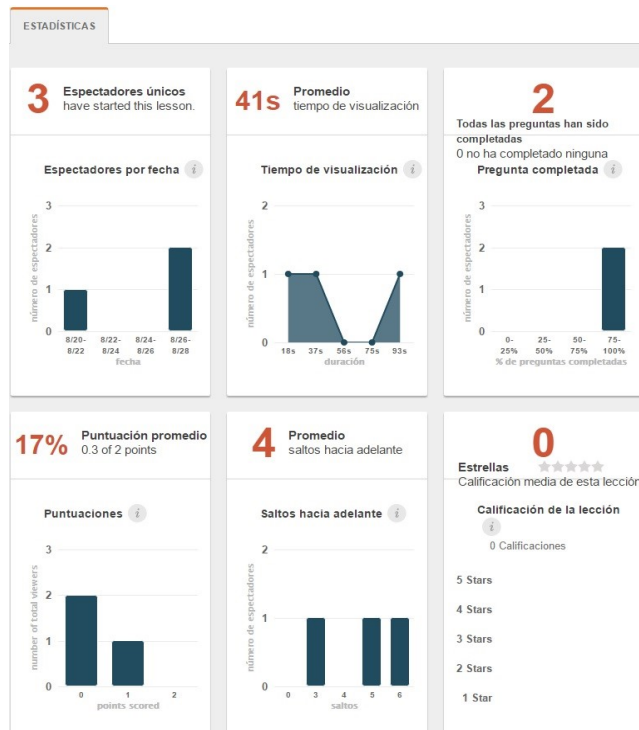 ESTADÍSTICAS
3
Espectadores únicos
have started this lesson.
Espectadores por fecha i
número de espectadores
3
2
1
0
8/20-8/22 8/22-8/24 8/24-8/26 8/26-8/28
fecha
41s
Promedio
tiempo de visualización
Tiempo de visualización i
número de espectadores
2
1
0
18s 37s 56s 75s 93s
duración
2
Todas las preguntas han sido
completadas
0 no ha completado ninguna
Pregunta completada i
número de espectadores
3
2
1
0
0-25% 25-50% 50-75% 75-100%
% de preguntas completadas
17%
Puntuación promedio
0.3 of 2 points
Puntuaciones i
number of total viewers
3
2
1
0
0 1 2
points scored
4
Promedio
saltos hacia adelante
Saltos hacia adelante i
número de espectadores
2
1
0
0 3 4 5 6
saltos
0
Estrellas
Calificación media de esta lección
Calificación de la lección
i
0 Calificaciones
5 Stars
4 Stars
3 Stars
2 Stars
1 Star